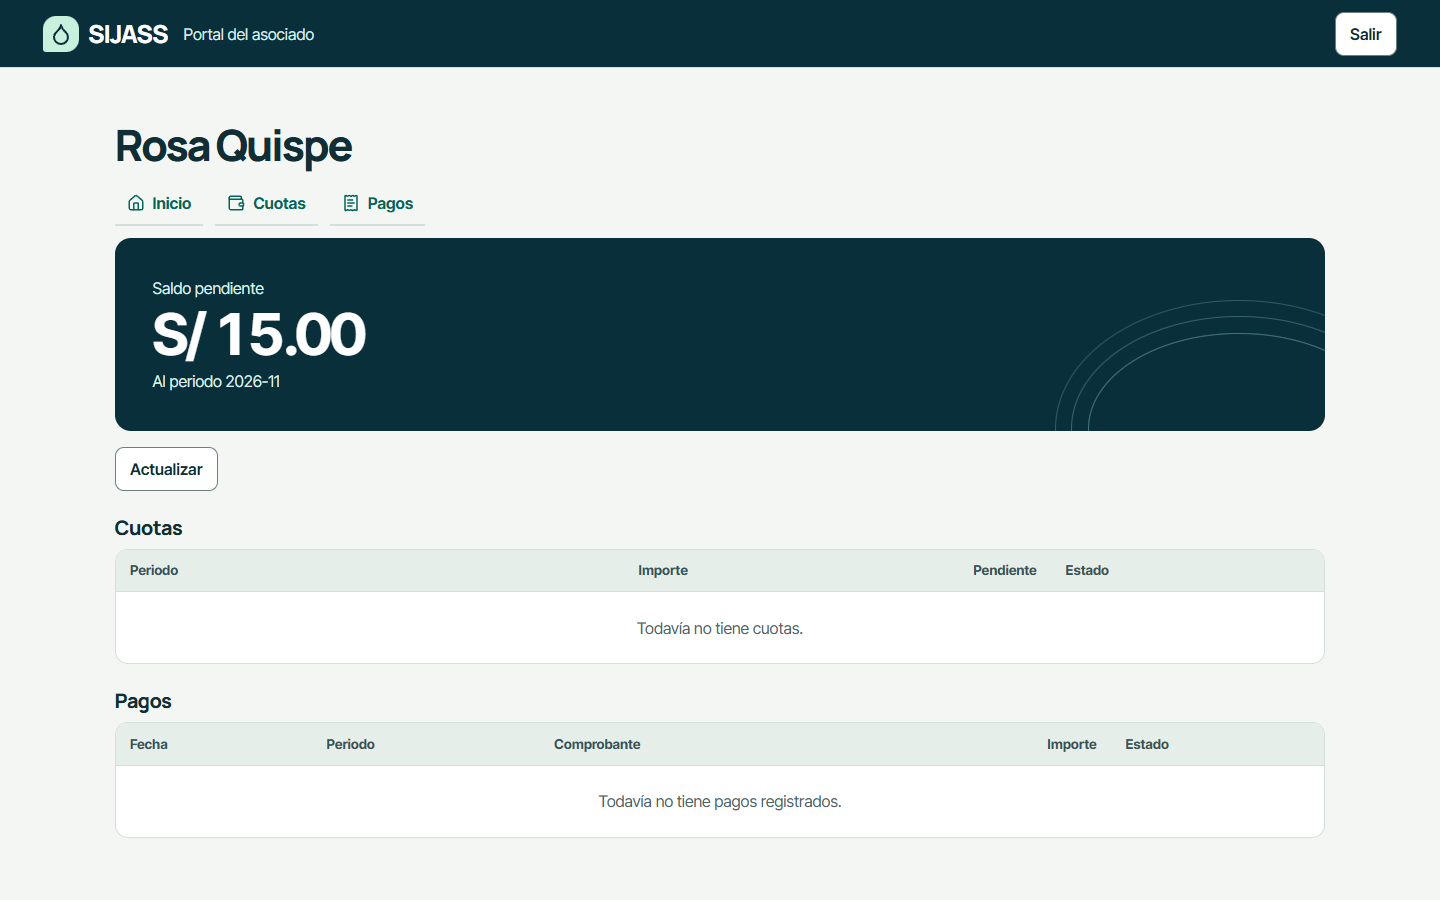 SIJASS Portal del asociado Salir
Rosa Quispe
Inicio Cuotas Pagos
Saldo pendiente
S/ 15.00
Al periodo 2026-11
Actualizar
Cuotas
Periodo Importe Pendiente Estado
Todavía no tiene cuotas.
Pagos
Fecha Periodo Comprobante Importe Estado
Todavía no tiene pagos registrados.